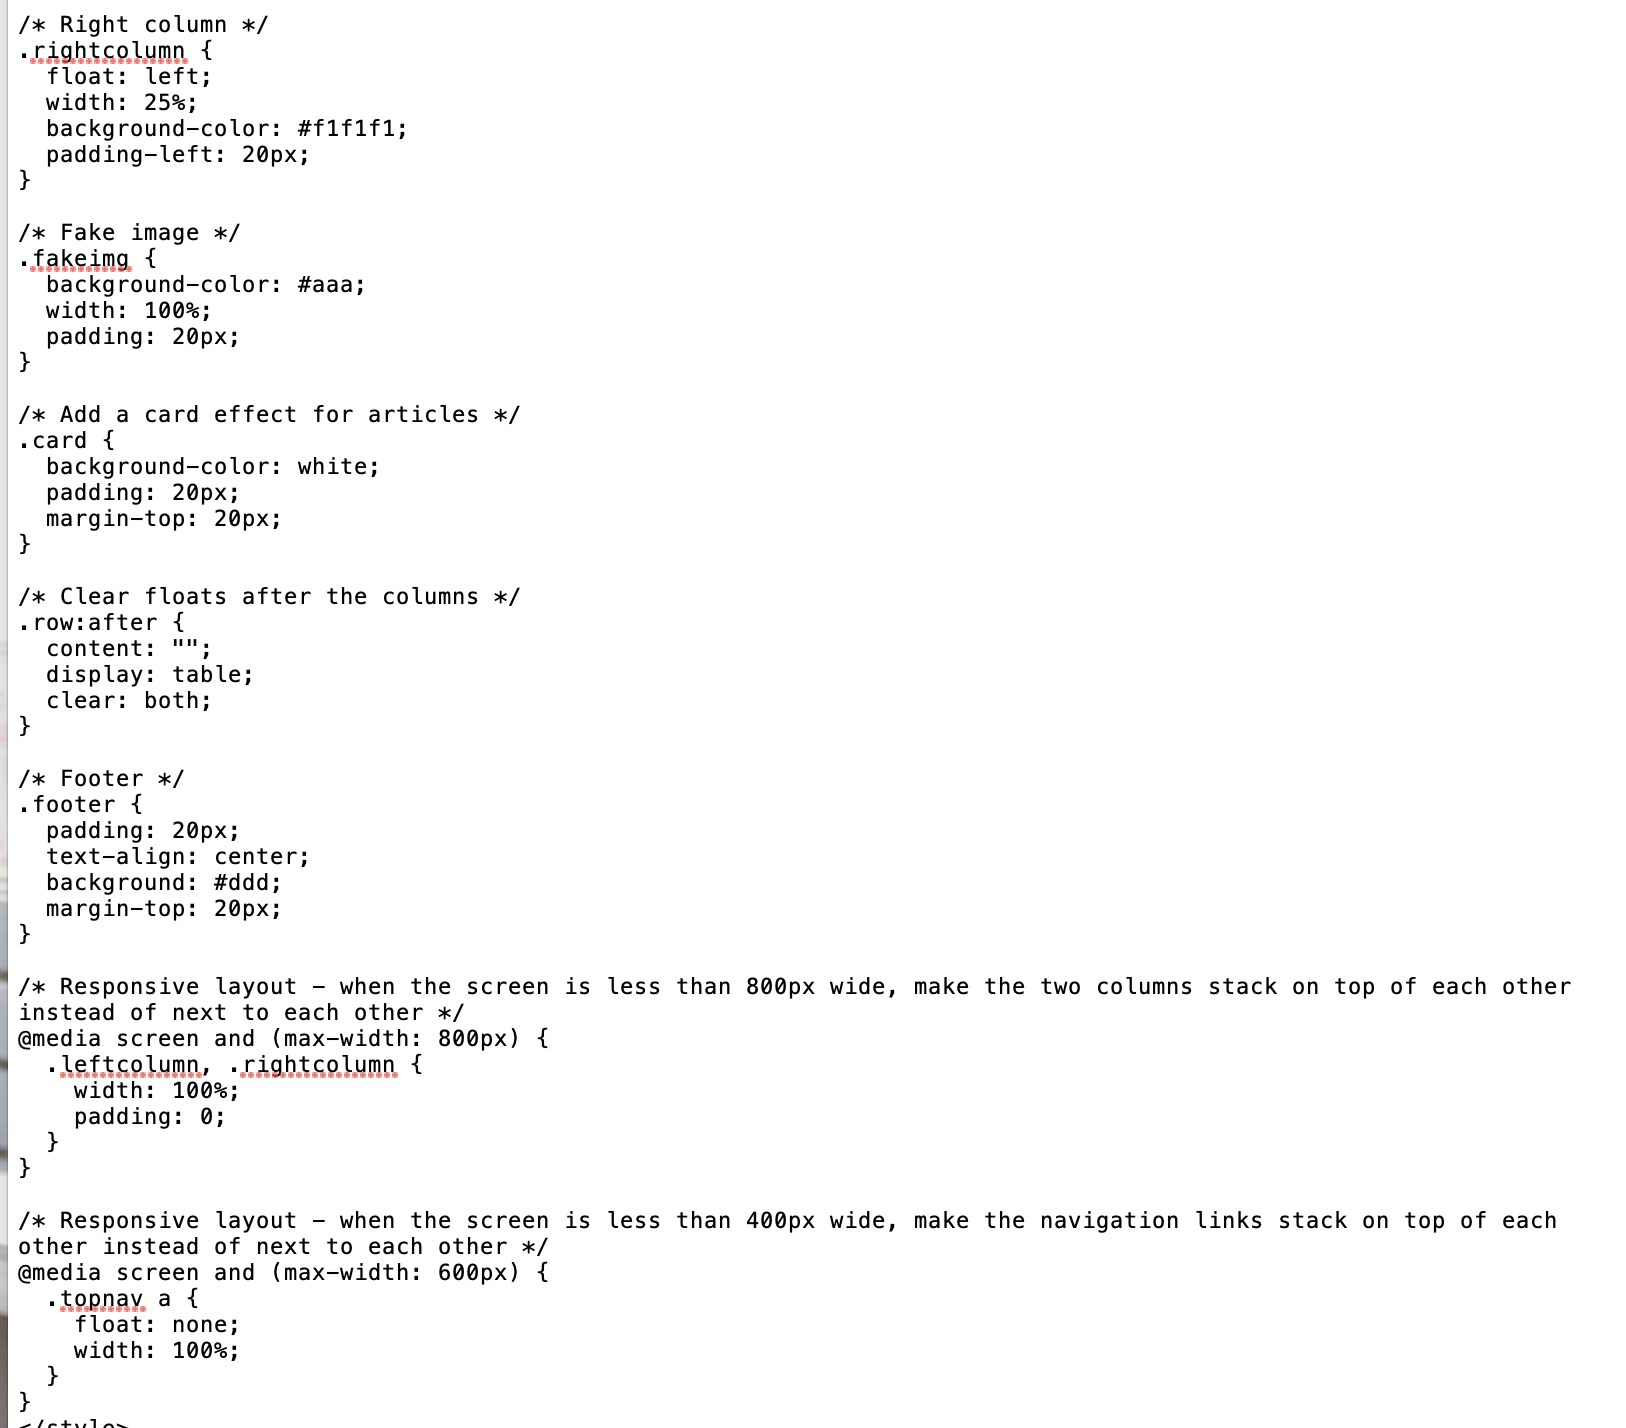 /* Right column */
.rightcolumn {
  float: left;
  width: 25%;
  background-color: #f1f1f1;
  padding-left: 20px;
}

/* Fake image */
.fakeimg {
  background-color: #aaa;
  width: 100%;
  padding: 20px;
}

/* Add a card effect for articles */
.card {
  background-color: white;
  padding: 20px;
  margin-top: 20px;
}

/* Clear floats after the columns */
.row:after {
  content: "";
  display: table;
  clear: both;
}

/* Footer */
.footer {
  padding: 20px;
  text-align: center;
  background: #ddd;
  margin-top: 20px;
}

/* Responsive layout – when the screen is less than 800px wide, make the two columns stack on top of each other
instead of next to each other */
@media screen and (max-width: 800px) {
  .leftcolumn, .rightcolumn {
    width: 100%;
    padding: 0;
  }
}

/* Responsive layout – when the screen is less than 400px wide, make the navigation links stack on top of each
other instead of next to each other */
@media screen and (max-width: 600px) {
  .topnav a {
    float: none;
    width: 100%;
  }
}
</style>